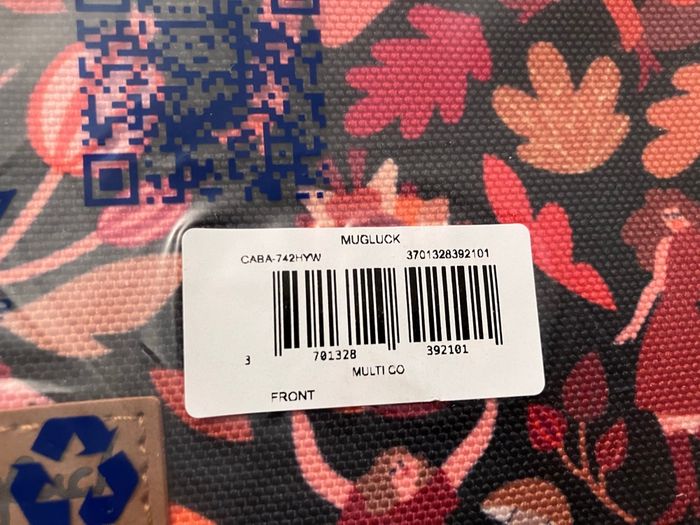 MUGLUCK
CABA-742HYW 3701328392101
3 701328 392101
MULTI CO
FRONT